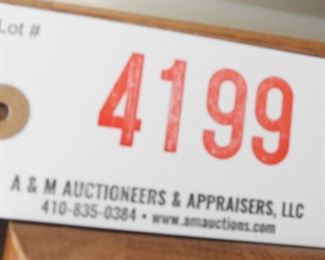 Lot #
4199
A & M AUCTIONEERS & APPRAISERS, LLC
410-835-0384 • www.amauctions.com